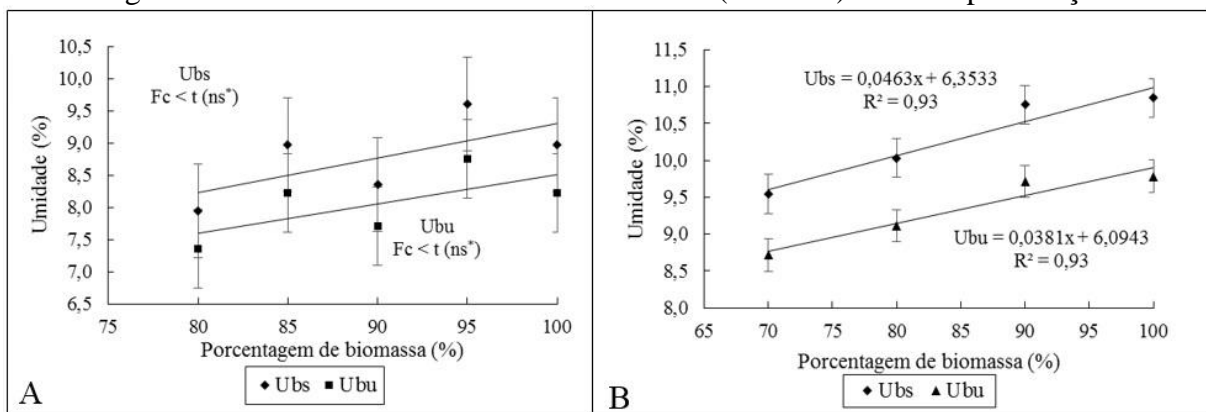 10,5
10,0
9,5
9,0
8,5
8,0
7,5
7,0
6,5
Umidade (%)
Ubs
Fc < t (ns*)
Ubu
Fc < t (ns*)
75 80 85 90 95 100
Porcentagem de biomassa (%)
◆ Ubs ■ Ubu
A
11,5
11,0
10,5
10,0
9,5
9,0
8,5
8,0
Umidade (%)
Ubs = 0,0463x + 6,3533
R² = 0,93
Ubu = 0,0381x + 6,0943
R² = 0,93
65 70 75 80 85 90 95 100
Porcentagem de biomassa (%)
◆ Ubs ▲ Ubu
B